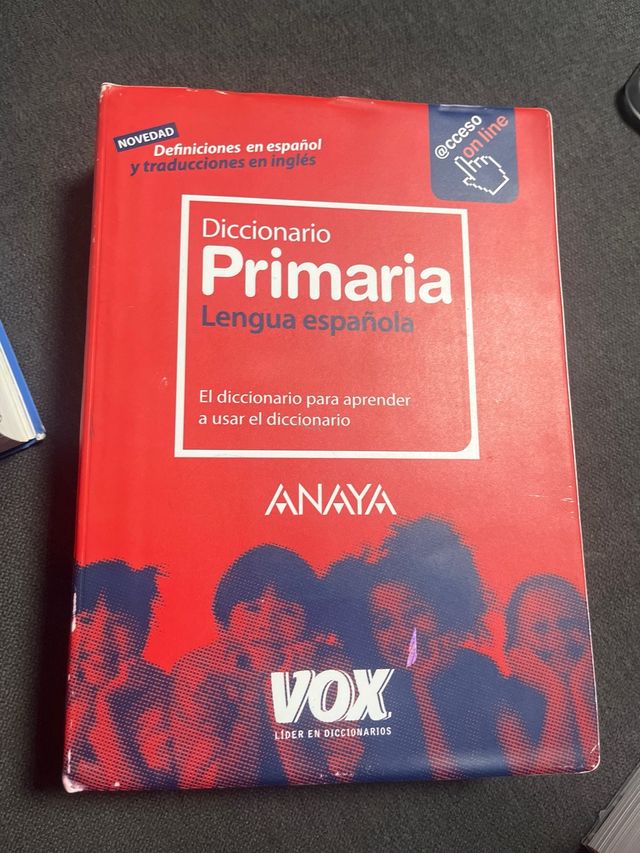 NOVEDAD
Definiciones en español
y traducciones en inglés
@cceso
on line
Diccionario
Primaria
Lengua española
El diccionario para aprender
a usar el diccionario
ANAYA
VOX
LÍDER EN DICCIONARIOS